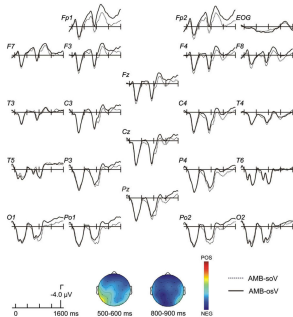 Fp1 Fp2 EOG
F7 F3 F4 F8
Fz
T3 C3 C4 T4
Cz
T5 P3 P4 T6
Pz
O1 Po1 Po2 O2
POS
NEG
-4.0 µV
0 1600 ms
500-600 ms 800-900 ms
AMB-soV
AMB-osV